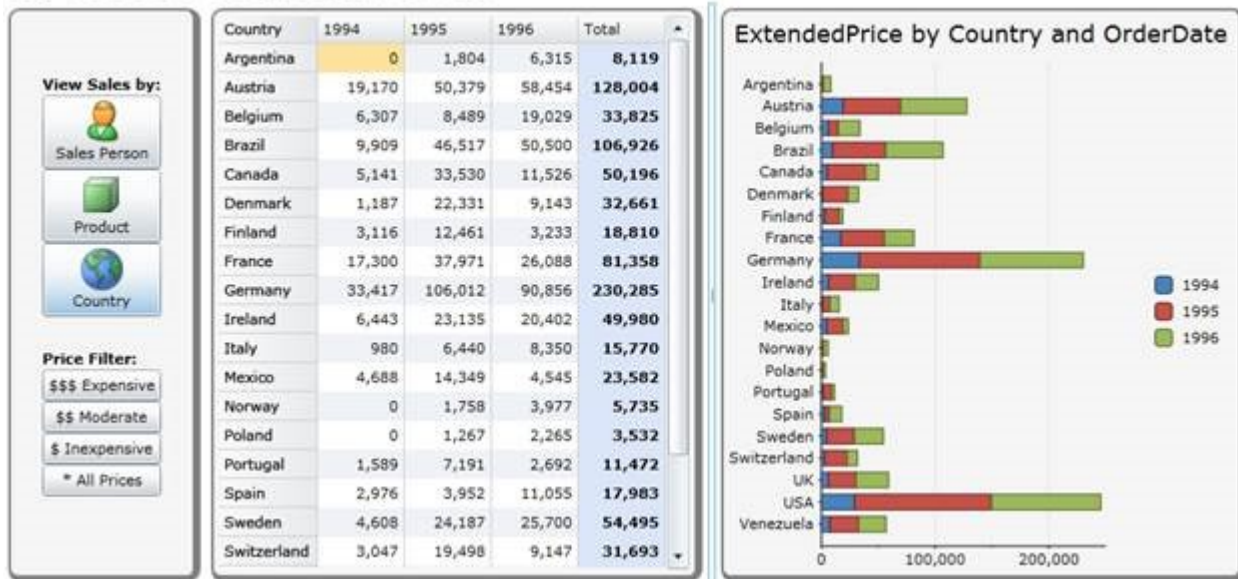 View Sales by:
Sales Person
Product
Country
Price Filter:
$$$ Expensive
$$ Moderate
$ Inexpensive
* All Prices
Country 1994 1995 1996 Total
Argentina 0 1,804 6,315 8,119
Austria 19,170 50,379 58,454 128,004
Belgium 6,307 8,489 19,029 33,825
Brazil 9,909 46,517 50,500 106,926
Canada 5,141 33,530 11,526 50,196
Denmark 1,187 22,331 9,143 32,661
Finland 3,116 12,461 3,233 18,810
France 17,300 37,971 26,088 81,358
Germany 33,417 106,012 90,856 230,285
Ireland 6,443 23,135 20,402 49,980
Italy 980 6,440 8,350 15,770
Mexico 4,688 14,349 4,545 23,582
Norway 0 1,758 3,977 5,735
Poland 0 1,267 2,265 3,532
Portugal 1,589 7,191 2,692 11,472
Spain 2,976 3,952 11,055 17,983
Sweden 4,608 24,187 25,700 54,495
Switzerland 3,047 19,498 9,147 31,693
ExtendedPrice by Country and OrderDate
Argentina
Austria
Belgium
Brazil
Canada
Denmark
Finland
France
Germany
Ireland
Italy
Mexico
Norway
Poland
Portugal
Spain
Sweden
Switzerland
UK
USA
Venezuela
0 100,000 200,000
1994
1995
1996